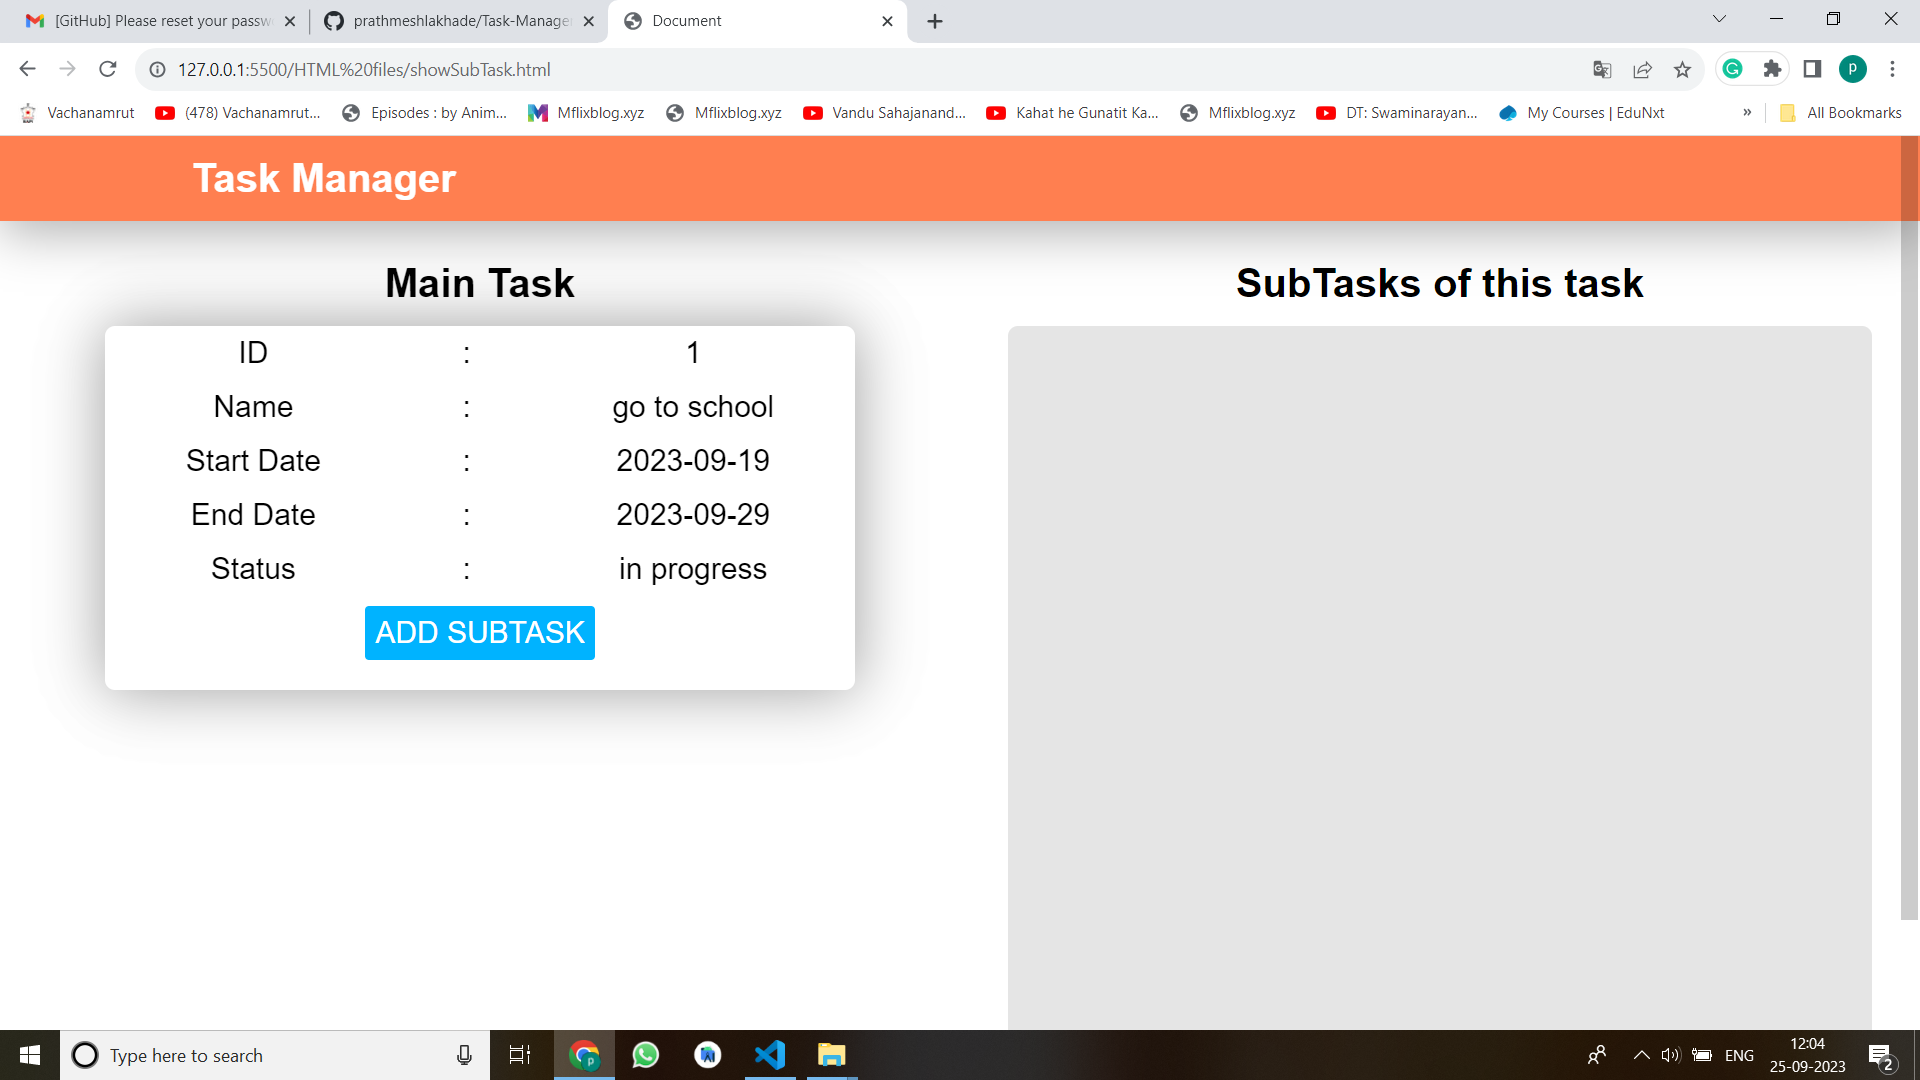 [GitHub] Please reset your passw
prathmeshlakhade/Task-Manage
Document
127.0.0.1:5500/HTML%20files/showSubTask.html
P
Vachanamrut
(478) Vachanamrut...
Episodes : by Anim...
Mflixblog.xyz
Mflixblog.xyz
Vandu Sahajanand...
Kahat he Gunatit Ka...
Mflixblog.xyz
DT: Swaminarayan...
My Courses | EduNxt
»
All Bookmarks
Task Manager
Main Task
ID : 1
Name : go to school
Start Date : 2023-09-19
End Date : 2023-09-29
Status : in progress
ADD SUBTASK
SubTasks of this task
Type here to search
ENG
12:04
25-09-2023
2